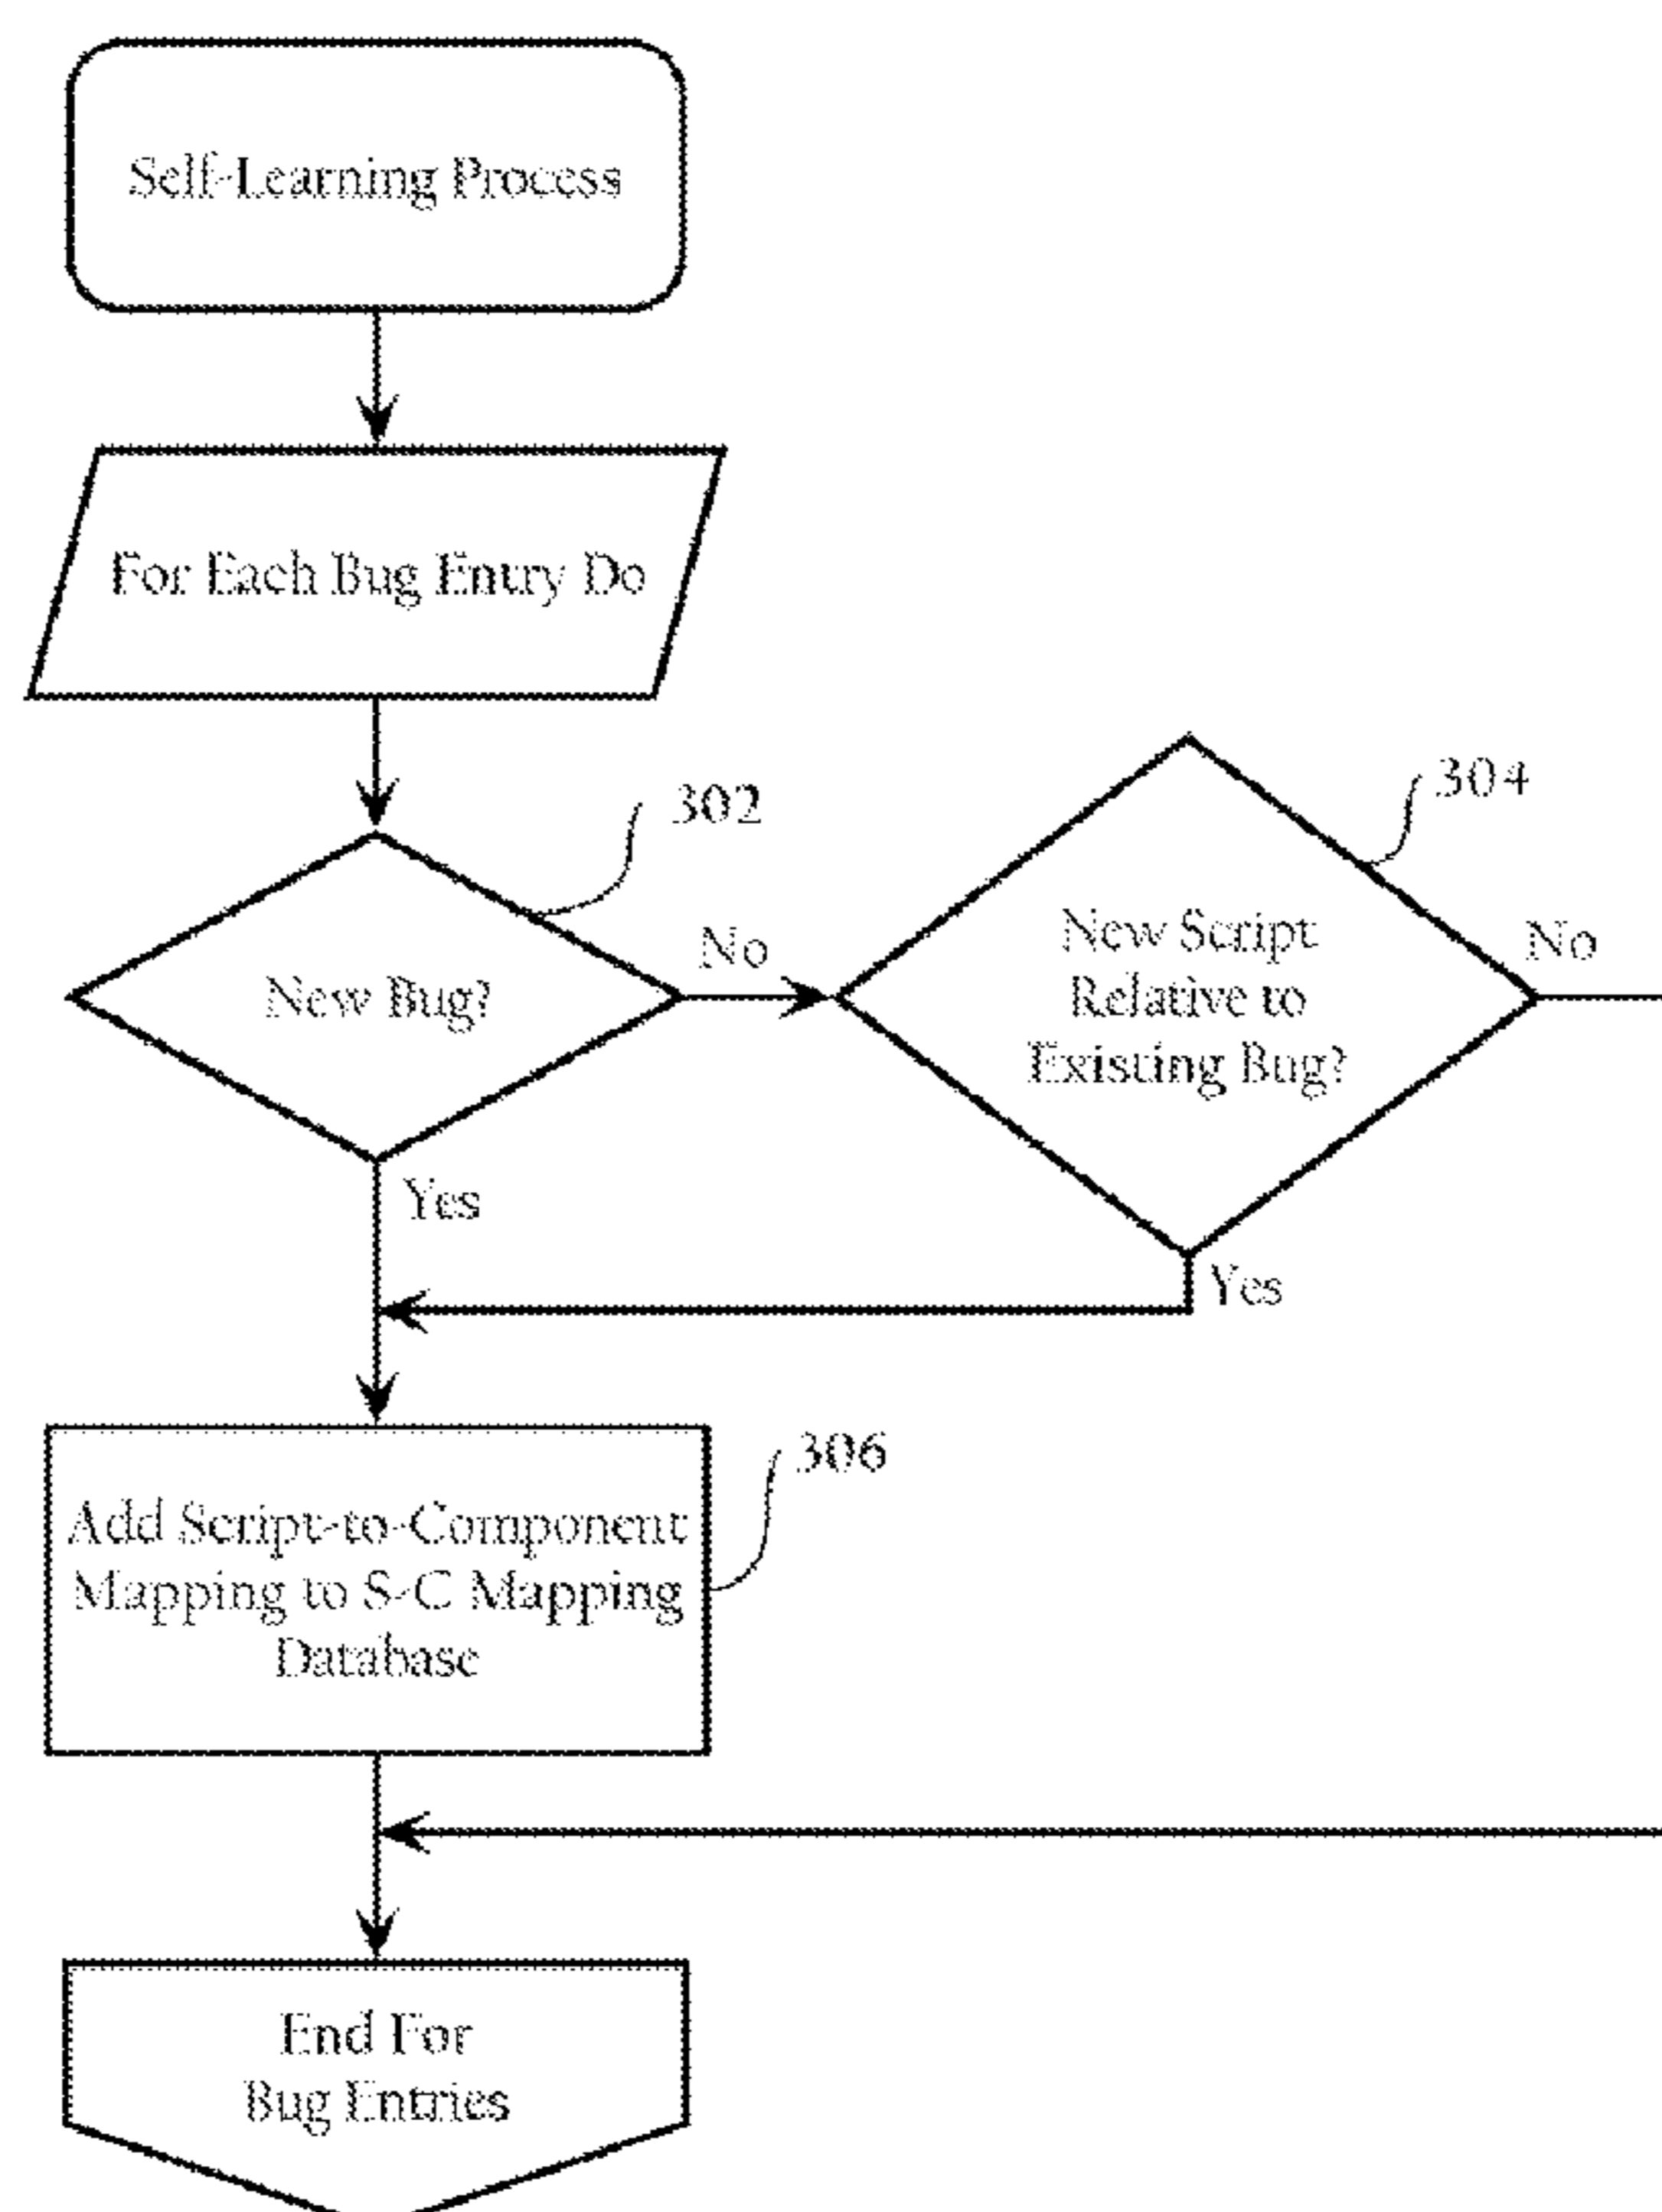 Self-Learning Process
For Each Bug Entry Do
302
304
New Bug?
No
New Script
Relative to
Existing Bug?
No
Yes
Yes
306
Add Script-to-Component
Mapping to S-C Mapping
Database
End For
Bug Entries